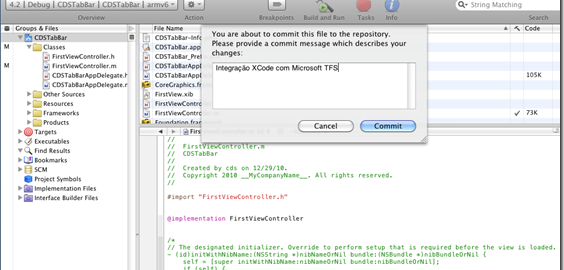 4.2 | Debug | CDSTabBar | armv6
Overview
Action
Breakpoints
Build and Run
Tasks
Info
String Matching
Search
Groups & Files
File Name
Code
CDSTabBar
Classes
M FirstViewController.h
M FirstViewController.m
CDSTabBarAppDelegate.h
CDSTabBarAppDelegate.m
Other Sources
Resources
Frameworks
Products
Targets
Executables
Find Results
Bookmarks
SCM
Project Symbols
Implementation Files
Interface Builder Files
CDSTabBar-Info
CDSTabBar.app
CDSTabBar_Pre
CDSTabBarApp
CDSTabBarApp
105K
CoreGraphics.fr
FirstView.xib
FirstViewContro
FirstViewContro
73K
Foundation.fram
You are about to commit this file to the repository.
Please provide a commit message which describes your
changes:
Integração XCode com Microsoft TFS
Cancel
Commit
//
// FirstViewController.m
// CDSTabBar
//
// Created by cds on 12/29/10.
// Copyright 2010 __MyCompanyName__. All rights reserved.
//
#import "FirstViewController.h"
@implementation FirstViewController
/*
// The designated initializer. Override to perform setup that is required before the view is loaded.
- (id)initWithNibName:(NSString *)nibNameOrNil bundle:(NSBundle *)nibBundleOrNil {
self = [super initWithNibName:nibNameOrNil bundle:nibBundleOrNil];
if (self) {